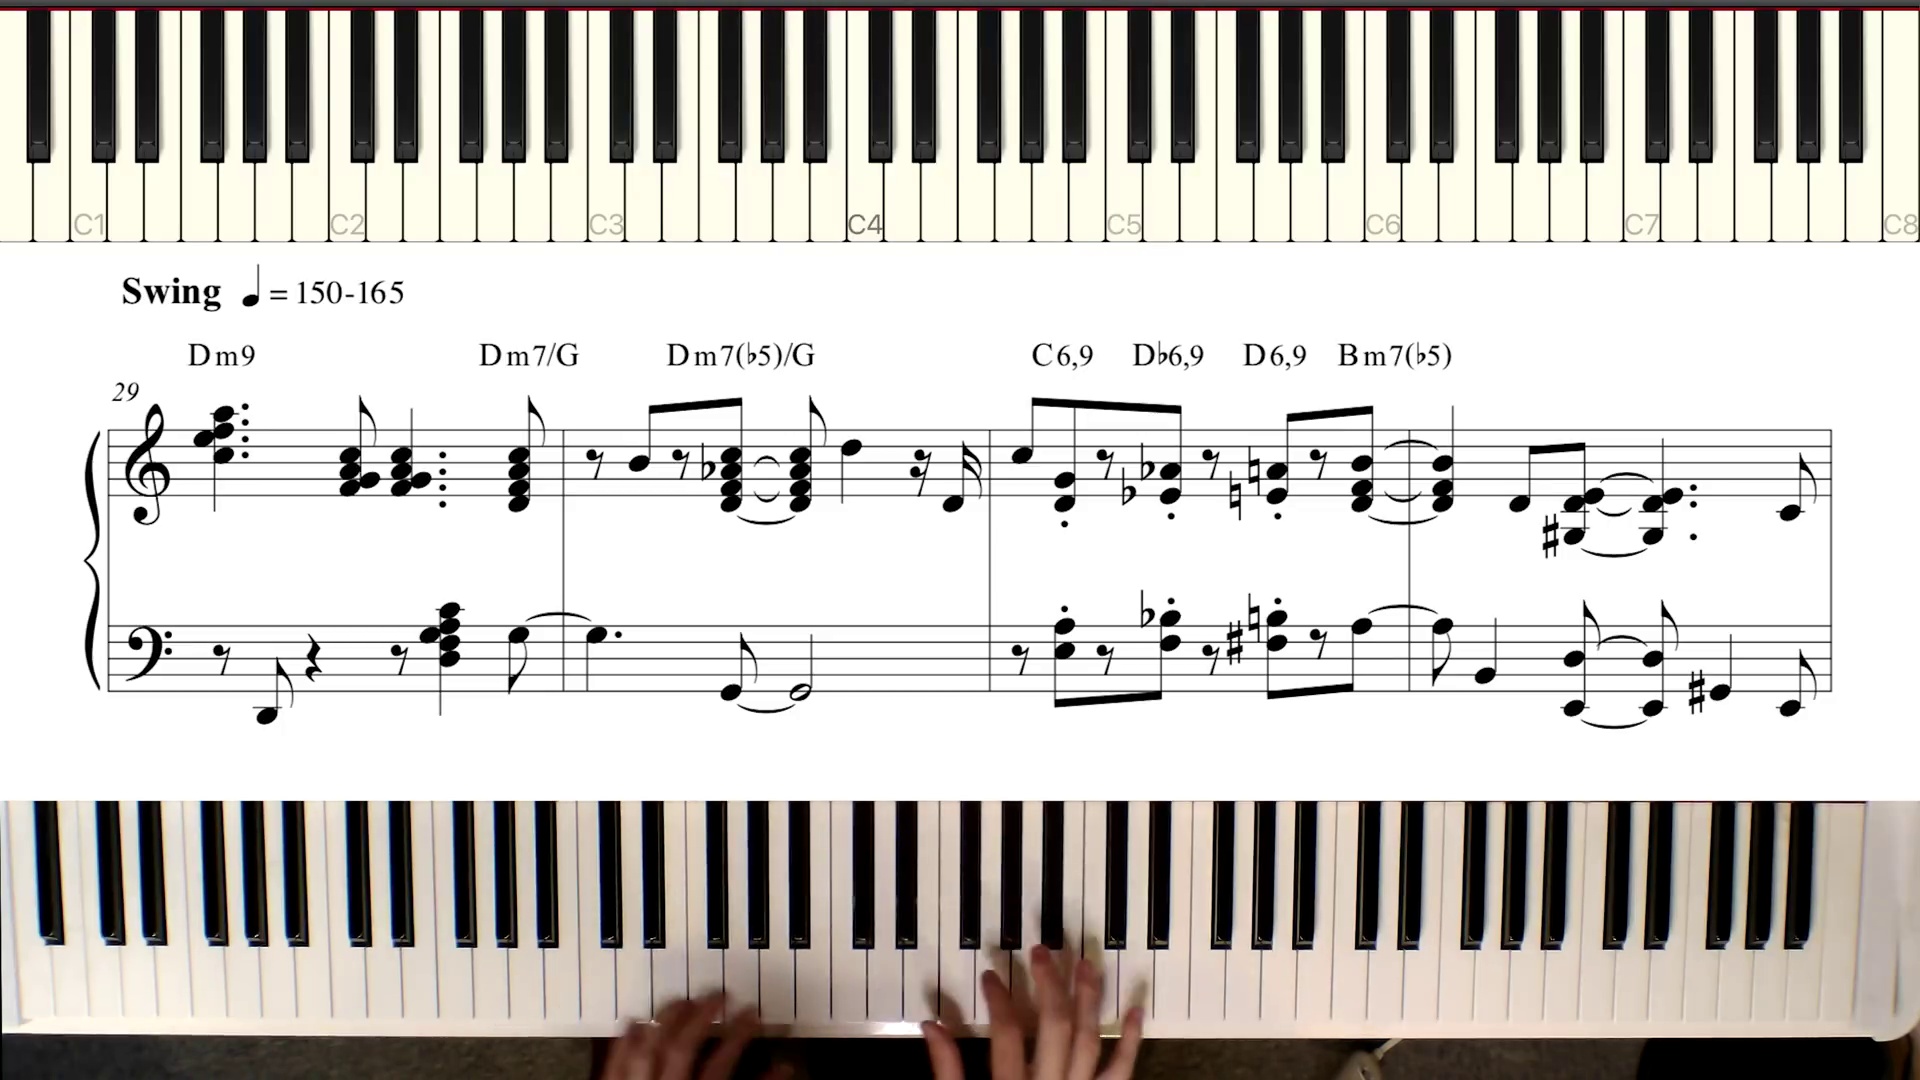 C1 C2 C3 C4 C5 C6 C7 C8
Swing ♩ = 150-165
Dm9 Dm7/G Dm7(♭5)/G C6,9 D♭6,9 D6,9 Bm7(♭5)
29